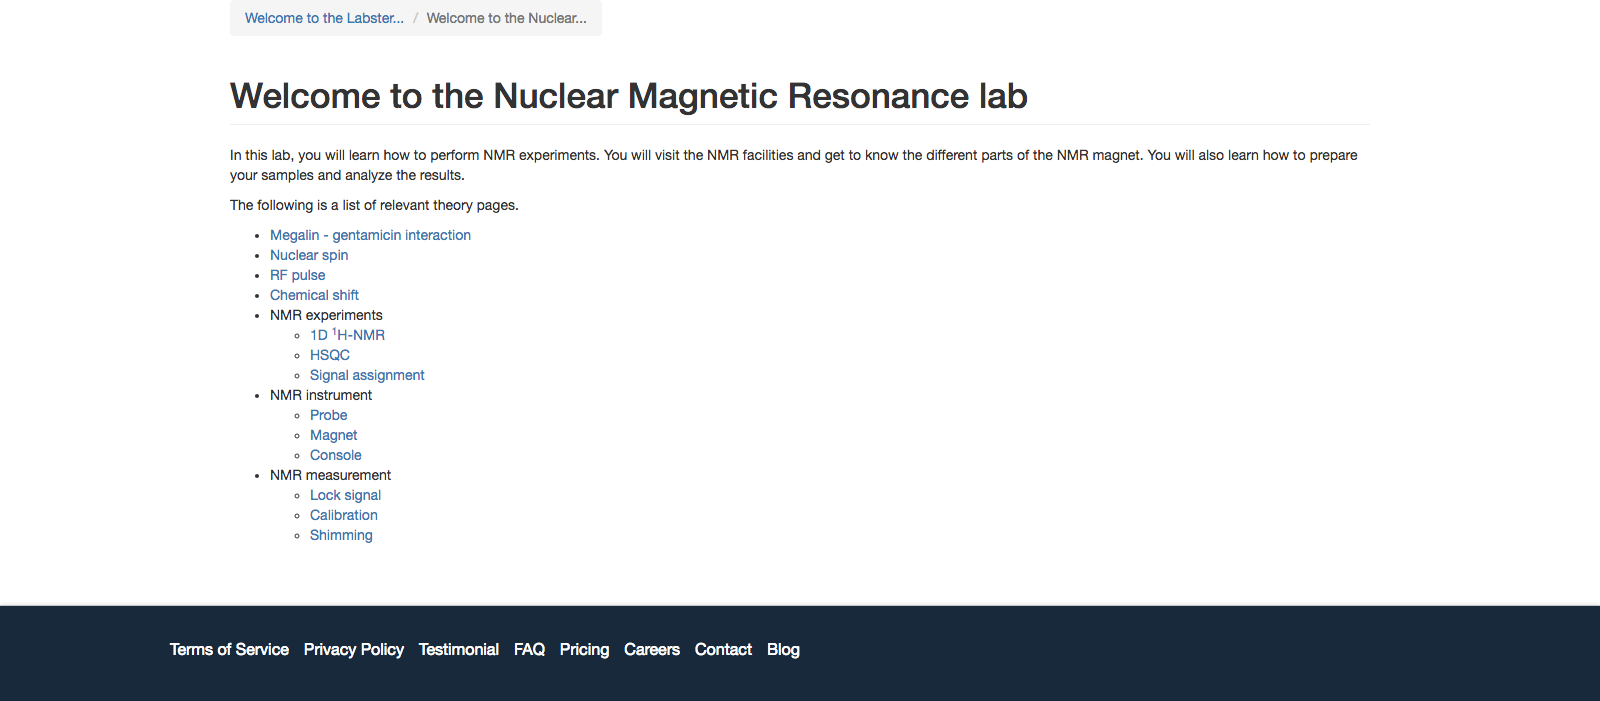 Welcome to the Labster... / Welcome to the Nuclear...
Welcome to the Nuclear Magnetic Resonance lab
In this lab, you will learn how to perform NMR experiments. You will visit the NMR facilities and get to know the different parts of the NMR magnet. You will also learn how to prepare
your samples and analyze the results.
The following is a list of relevant theory pages.
• Megalin - gentamicin interaction
• Nuclear spin
• RF pulse
• Chemical shift
• NMR experiments
◦ 1D ¹H-NMR
◦ HSQC
◦ Signal assignment
• NMR instrument
◦ Probe
◦ Magnet
◦ Console
• NMR measurement
◦ Lock signal
◦ Calibration
◦ Shimming
Terms of Service Privacy Policy Testimonial FAQ Pricing Careers Contact Blog